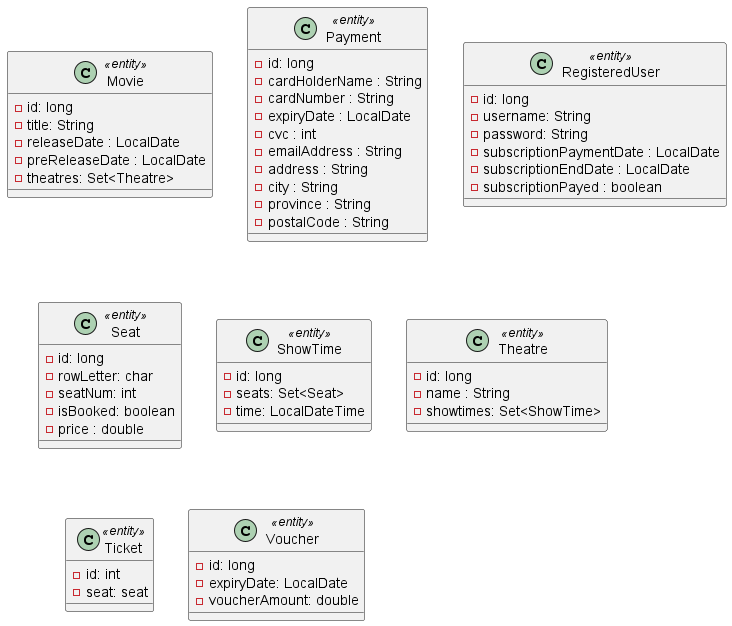 C «entity» Movie
id: long
title: String
releaseDate : LocalDate
preReleaseDate : LocalDate
theatres: Set<Theatre>
C «entity» Payment
id: long
cardHolderName : String
cardNumber : String
expiryDate : LocalDate
cvc : int
emailAddress : String
address : String
city : String
province : String
postalCode : String
C «entity» RegisteredUser
id: long
username: String
password: String
subscriptionPaymentDate : LocalDate
subscriptionEndDate : LocalDate
subscriptionPayed : boolean
C «entity» Seat
id: long
rowLetter: char
seatNum: int
isBooked: boolean
price : double
C «entity» ShowTime
id: long
seats: Set<Seat>
time: LocalDateTime
C «entity» Theatre
id: long
name : String
showtimes: Set<ShowTime>
C «entity» Ticket
id: int
seat: seat
C «entity» Voucher
id: long
expiryDate: LocalDate
voucherAmount: double